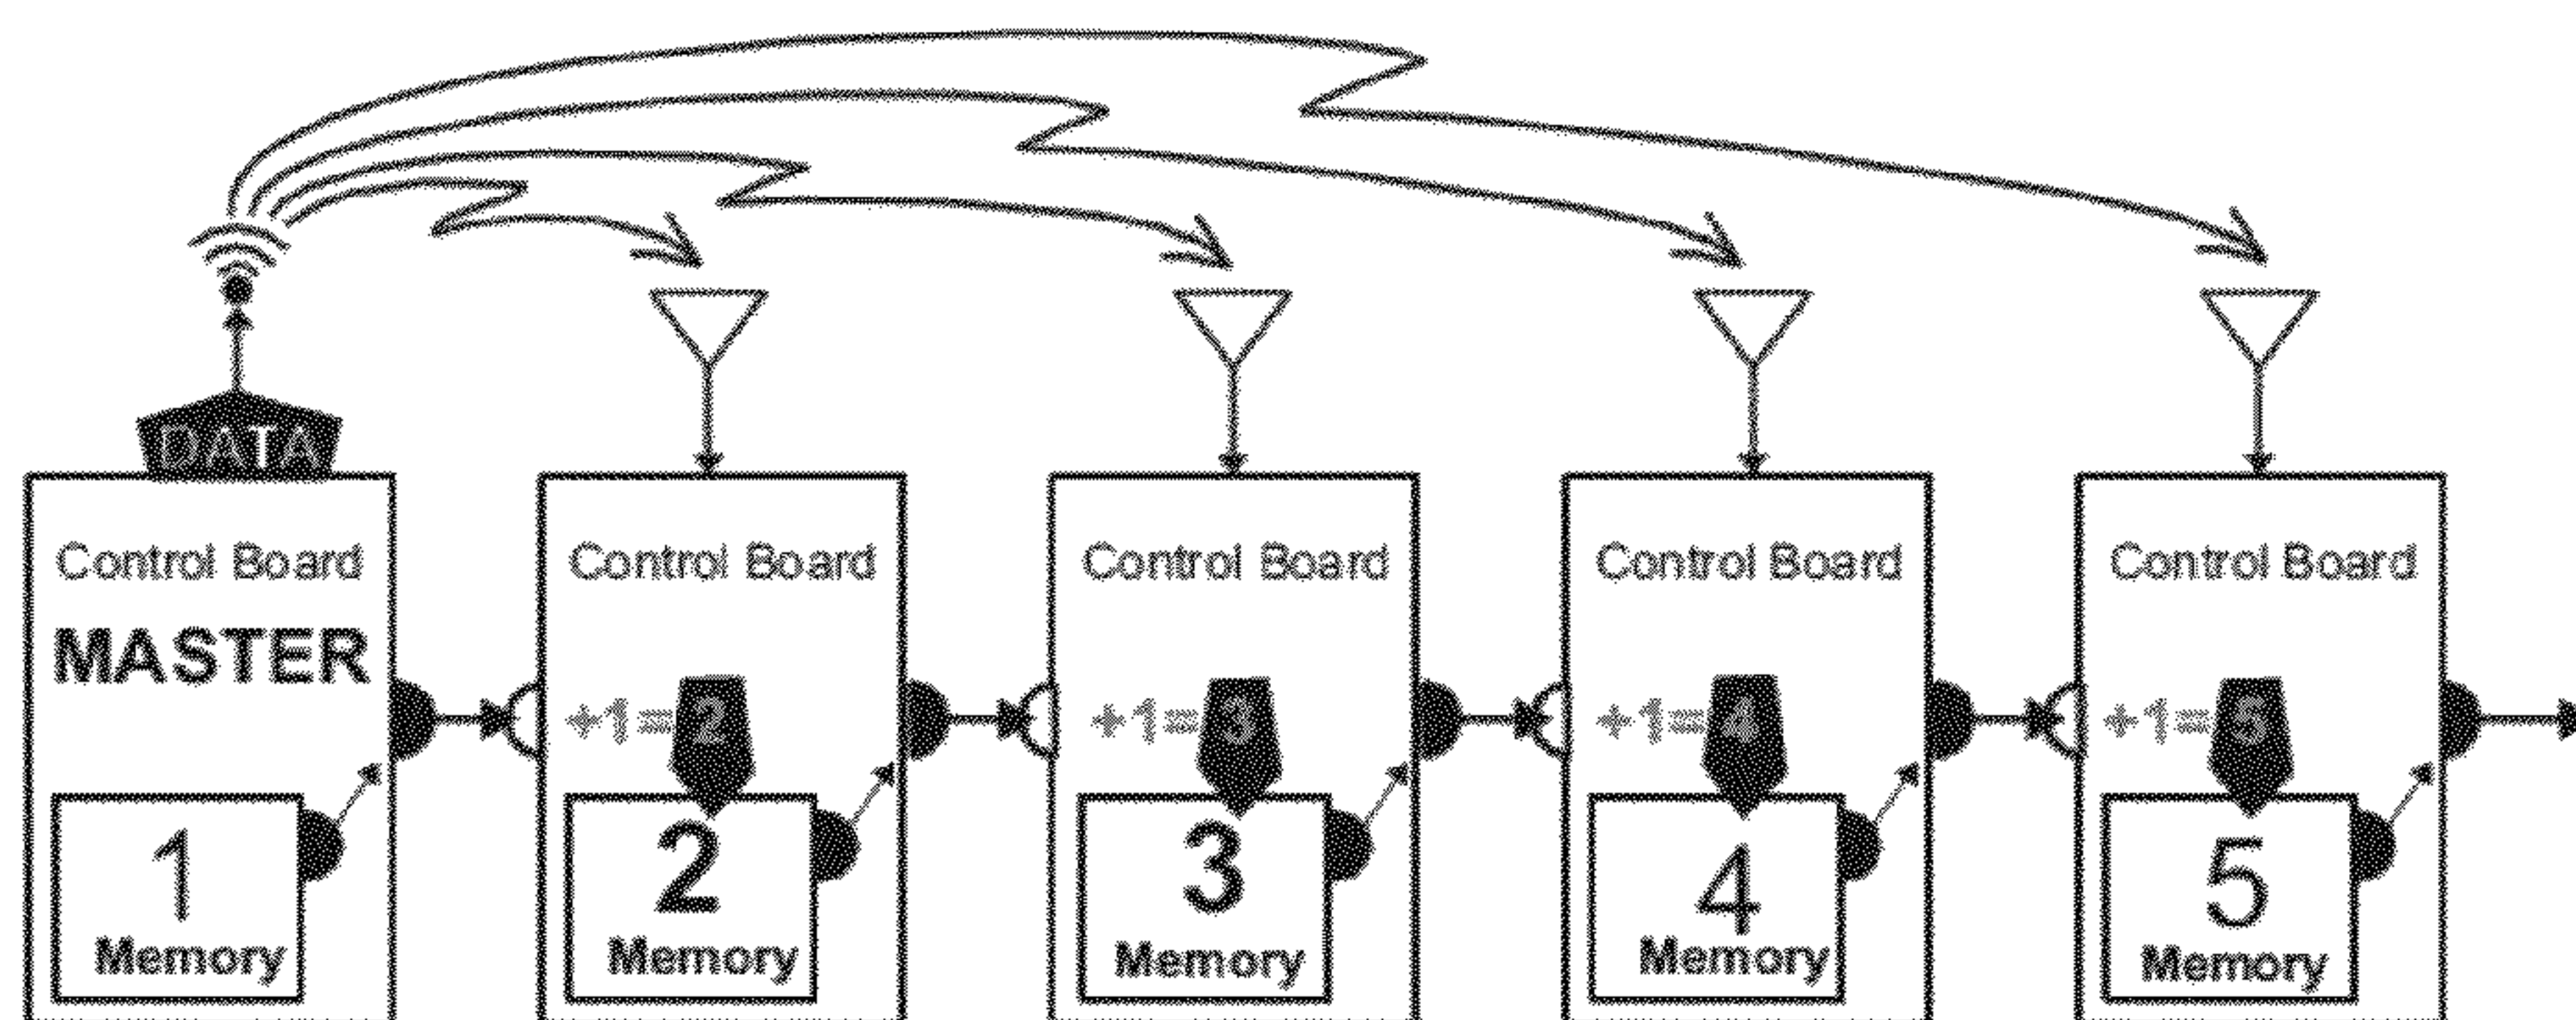 DATA
Control Board Control Board Control Board Control Board Control Board
MASTER
+1= 2 +1= 3 +1= 4 +1= 5
1 2 3 4 5
Memory Memory Memory Memory Memory